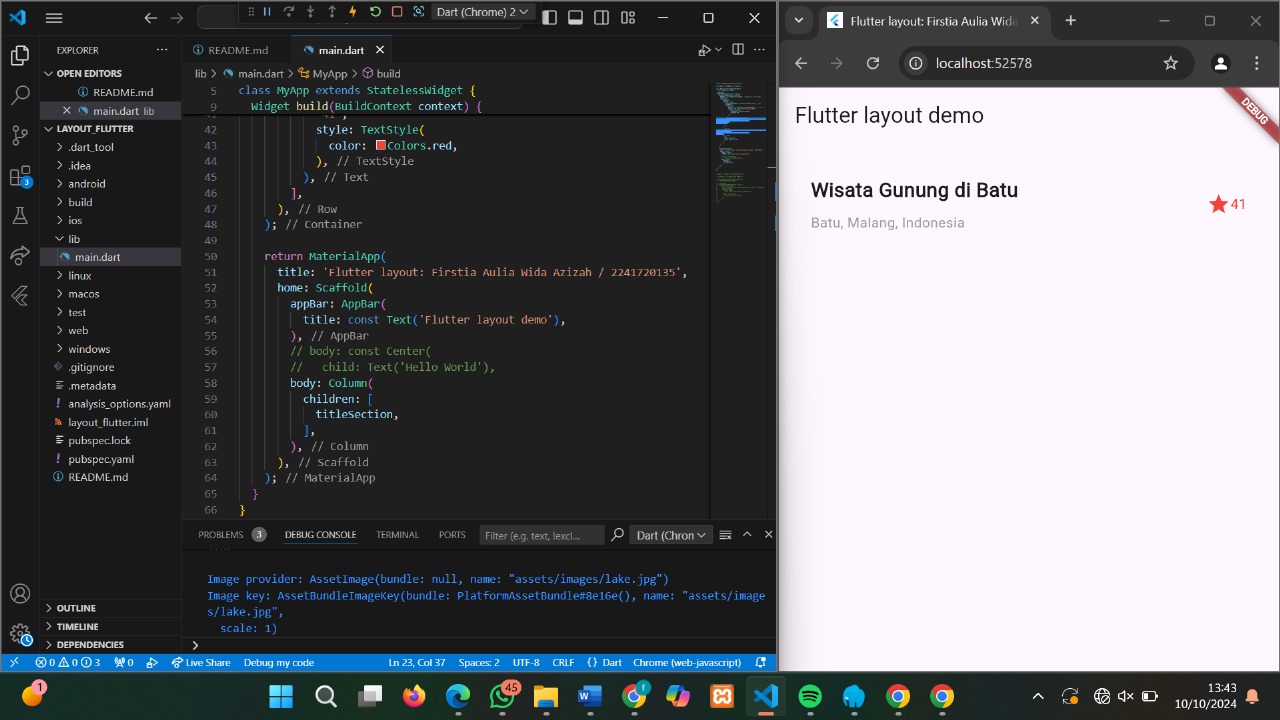 Dart (Chrome) 2
EXPLORER
OPEN EDITORS
README.md
main.dart lib
LAYOUT_FLUTTER
.dart_tool
.idea
android
build
ios
lib
main.dart
linux
macos
test
web
windows
.gitignore
.metadata
analysis_options.yaml
layout_flutter.iml
pubspec.lock
pubspec.yaml
README.md
OUTLINE
TIMELINE
DEPENDENCIES
3
README.md
main.dart
lib > main.dart > MyApp > build
5 class MyApp extends StatelessWidget {
9 Widget build(BuildContext context) {
42 style: TextStyle(
43 color: Colors.red,
44 ), // TextStyle
45 ), // Text
46 ],
47 ), // Row
48 ); // Container
49
50 return MaterialApp(
51 title: 'Flutter layout: Firstia Aulia Wida Azizah / 2241720135',
52 home: Scaffold(
53 appBar: AppBar(
54 title: const Text('Flutter layout demo'),
55 ), // AppBar
56 // body: const Center(
57 //   child: Text('Hello World'),
58 body: Column(
59 children: [
60 titleSection,
61 ],
62 ), // Column
63 ), // Scaffold
64 ); // MaterialApp
65 }
66 }
PROBLEMS 3 DEBUG CONSOLE TERMINAL PORTS Filter (e.g. text, !excl... Dart (Chron
Image provider: AssetImage(bundle: null, name: "assets/images/lake.jpg")
Image key: AssetBundleImageKey(bundle: PlatformAssetBundle#8e16e(), name: "assets/image
s/lake.jpg",
scale: 1)
0 0 3 0 Live Share Debug my code Ln 23, Col 37 Spaces: 2 UTF-8 CRLF {} Dart Chrome (web-javascript)
Flutter layout: Firstia Aulia Wida
localhost:52578
DEBUG
Flutter layout demo
Wisata Gunung di Batu
41
Batu, Malang, Indonesia
1
45
13:43
10/10/2024